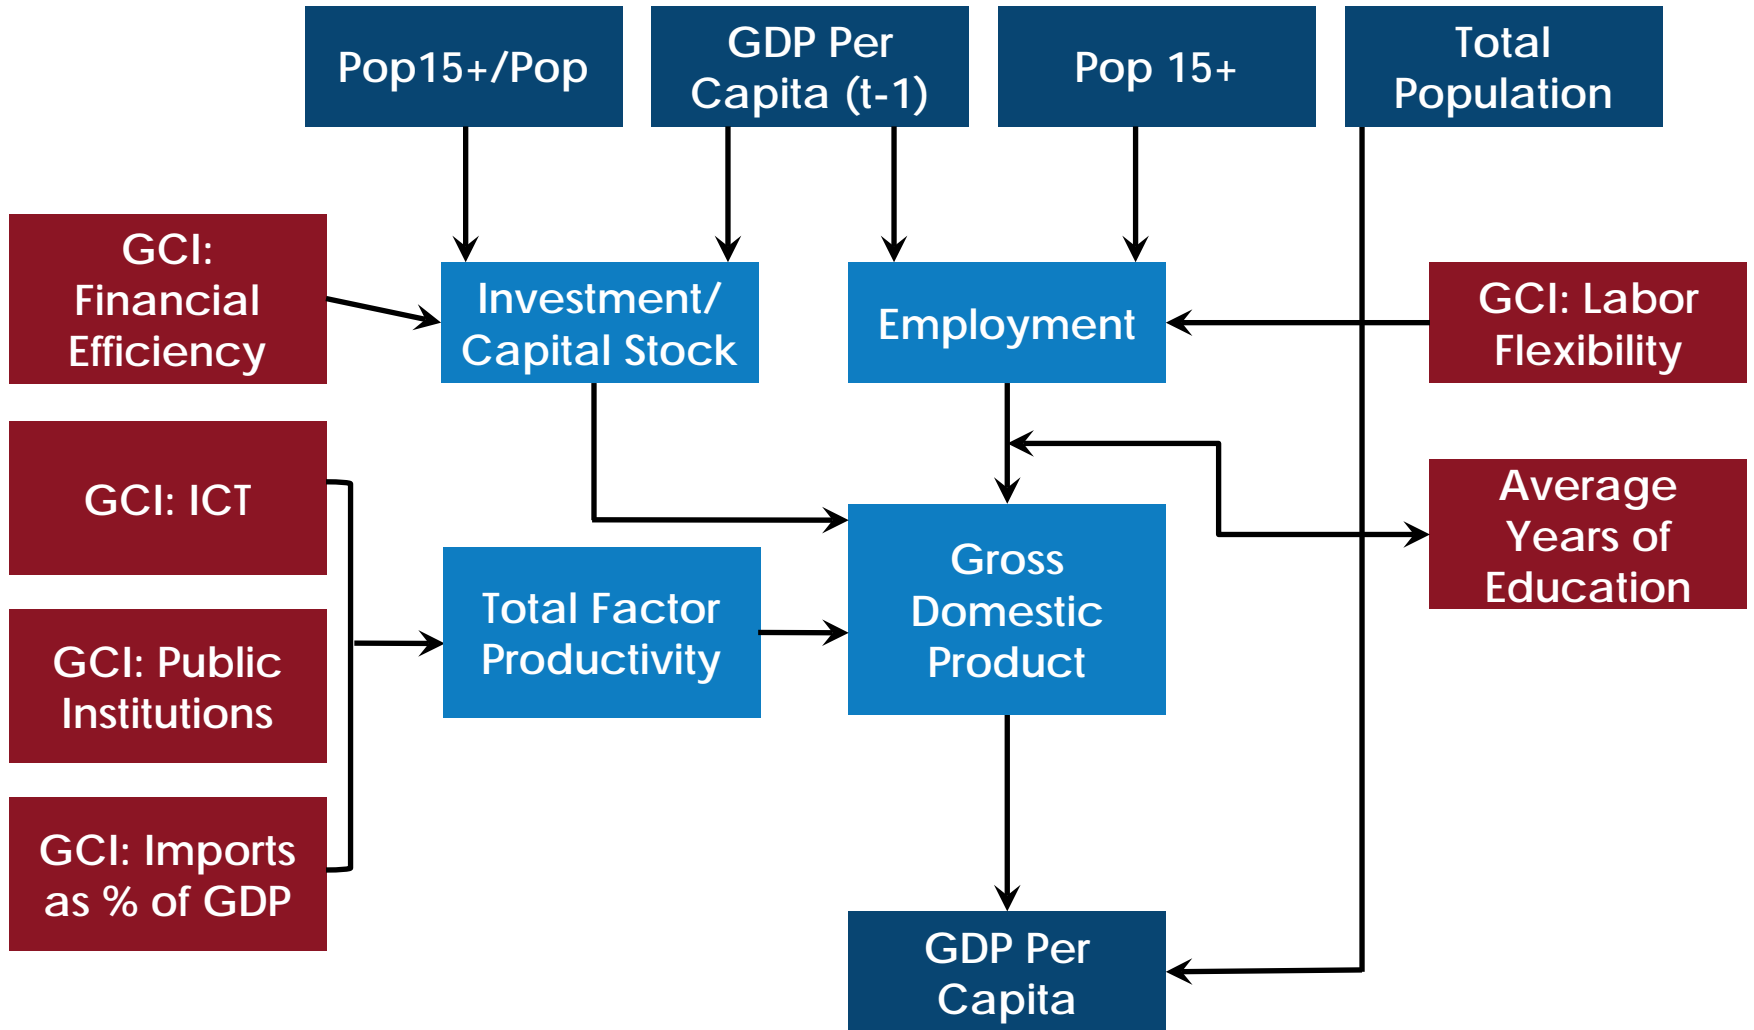 Pop15+/Pop
GDP Per
Capita (t-1)
Pop 15+
Total
Population
GCI:
Financial
Efficiency
Investment/
Capital Stock
Employment
GCI: Labor
Flexibility
GCI: ICT
Average
Years of
Education
Total Factor
Productivity
Gross
Domestic
Product
GCI: Public
Institutions
GCI: Imports
as % of GDP
GDP Per
Capita